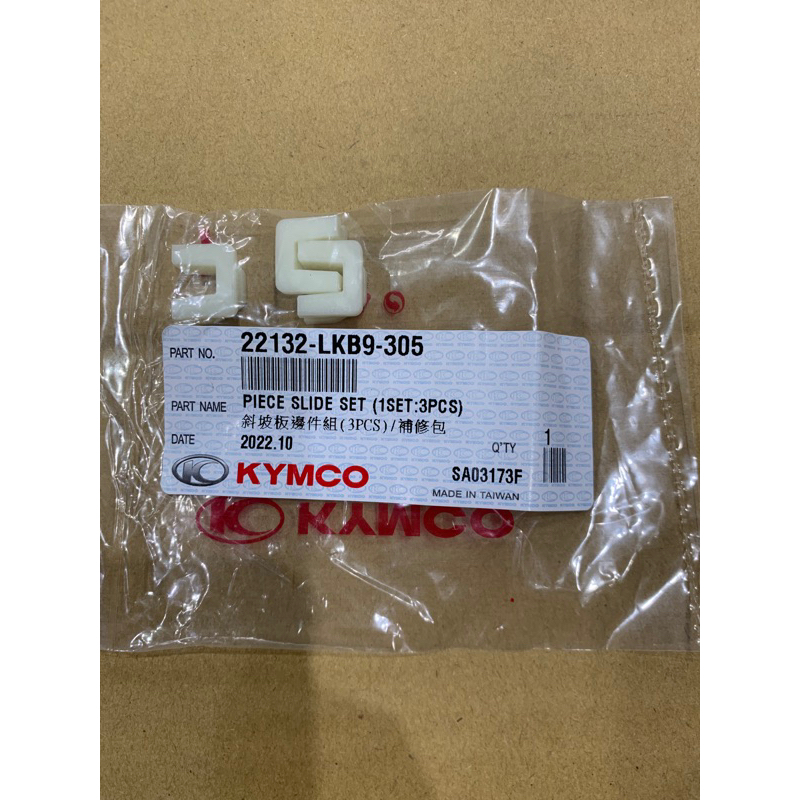 PART NO. 22132-LKB9-305
PART NAME PIECE SLIDE SET (1SET:3PCS)
斜坡板邊件組(3PCS)/補修包
DATE 2022.10 Q'TY 1
KYMCO SA03173F
MADE IN TAIWAN
KYMCO